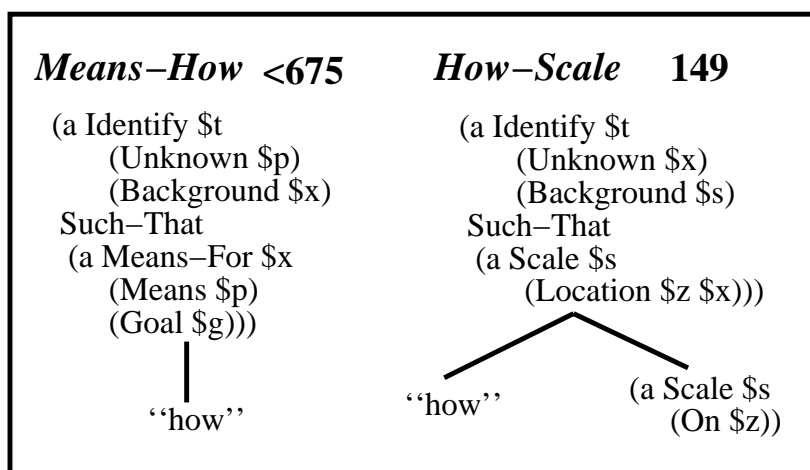 Means–How <675
(a Identify $t
(Unknown $p)
(Background $x)
Such–That
(a Means–For $x
(Means $p)
(Goal $g)))
‘‘how’’
How–Scale 149
(a Identify $t
(Unknown $x)
(Background $s)
Such–That
(a Scale $s
(Location $z $x)))
‘‘how’’
(a Scale $s
(On $z))